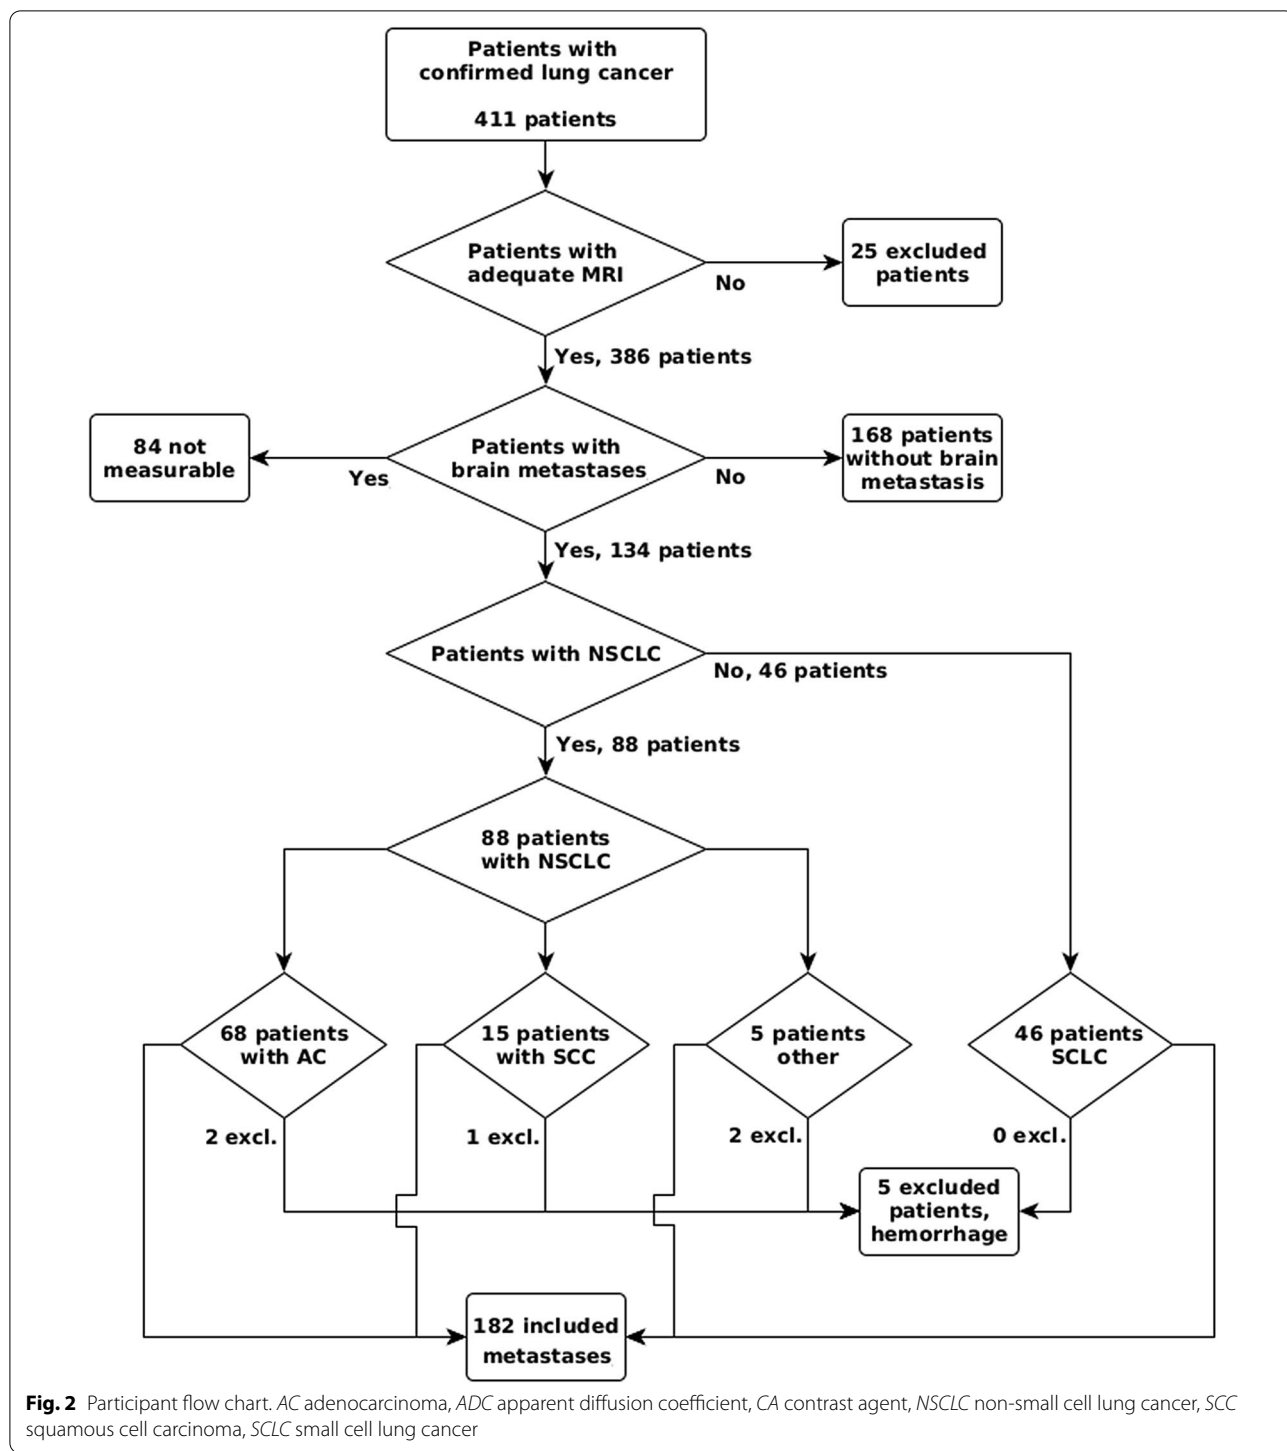 Patients with
confirmed lung cancer
411 patients
Patients with
adequate MRI
No
25 excluded
patients
Yes, 386 patients
84 not
measurable
Yes
Patients with
brain metastases
No
168 patients
without brain
metastasis
Yes, 134 patients
Patients with NSCLC
No, 46 patients
Yes, 88 patients
88 patients
with NSCLC
68 patients
with AC
15 patients
with SCC
5 patients
other
46 patients
SCLC
2 excl.
1 excl.
2 excl.
0 excl.
5 excluded
patients,
hemorrhage
182 included
metastases
Fig. 2 Participant flow chart. AC adenocarcinoma, ADC apparent diffusion coefficient, CA contrast agent, NSCLC non-small cell lung cancer, SCC
squamous cell carcinoma, SCLC small cell lung cancer